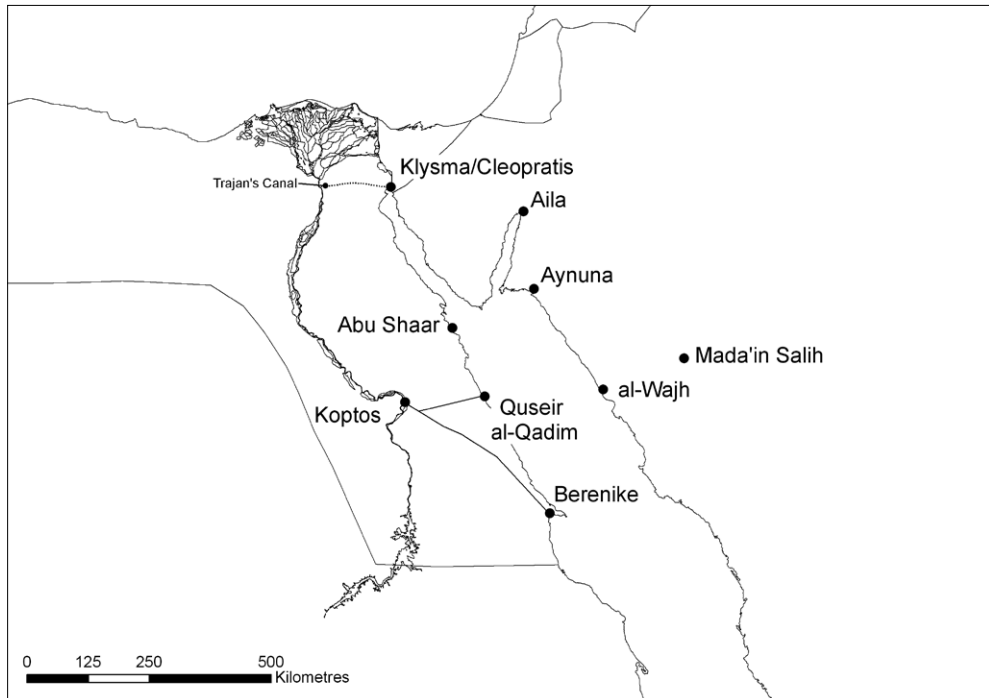 Klysma/Cleopratis
Trajan's Canal
Aila
Aynuna
Abu Shaar
Mada'in Salih
al-Wajh
Koptos
Quseir
al-Qadim
Berenike
0 125 250 500
Kilometres